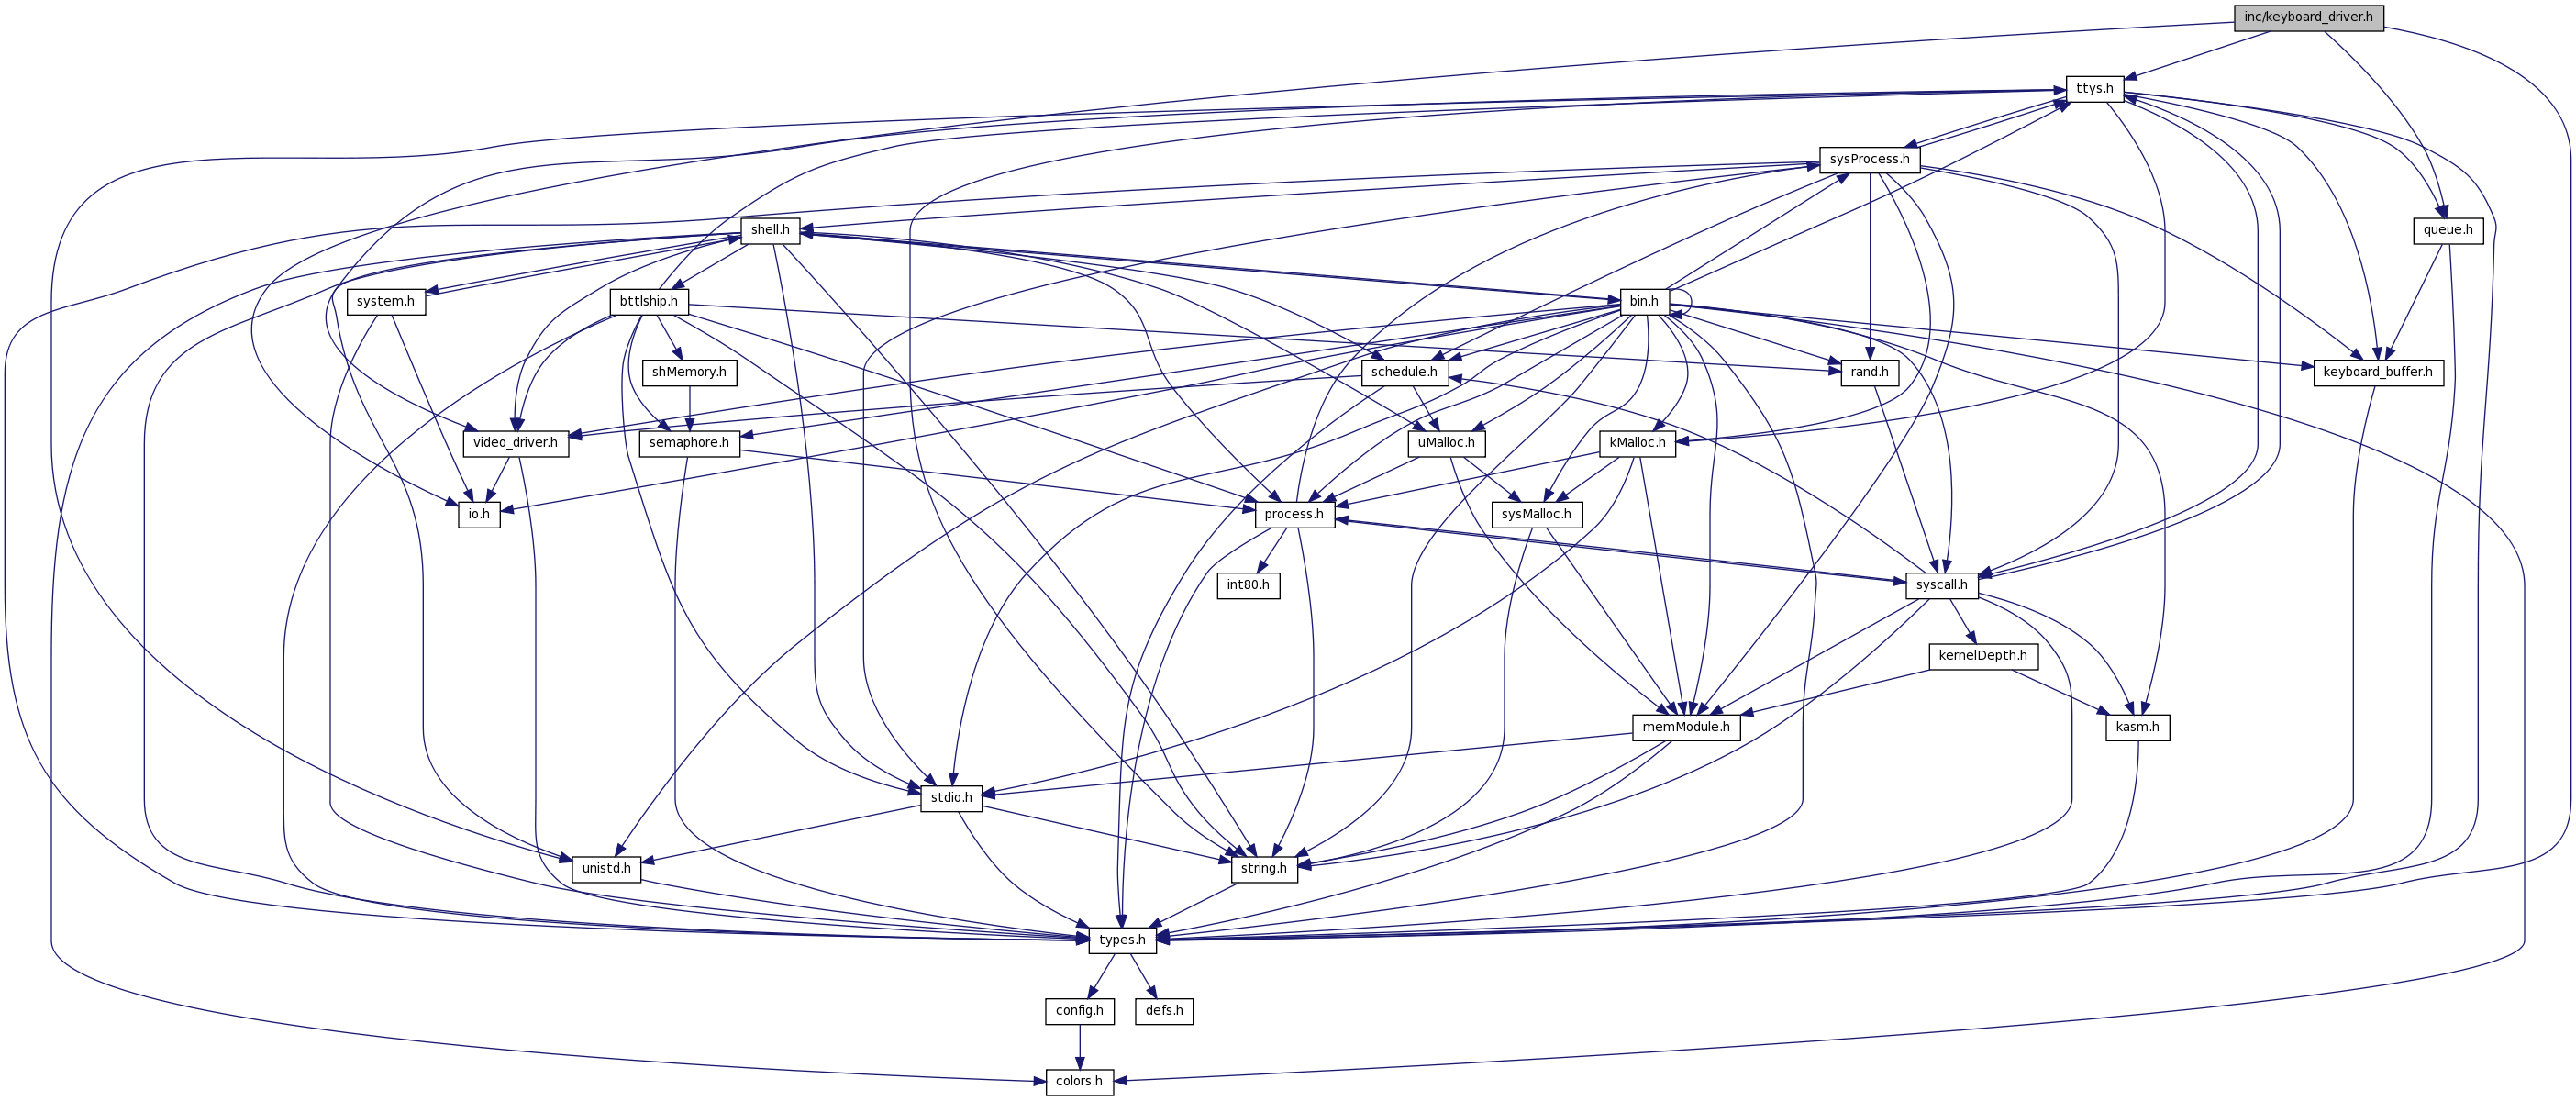 inc/keyboard_driver.h
ttys.h
sysProcess.h
shell.h
queue.h
system.h
bttlship.h
bin.h
shMemory.h
schedule.h
rand.h
keyboard_buffer.h
video_driver.h
semaphore.h
uMalloc.h
kMalloc.h
io.h
process.h
sysMalloc.h
int80.h
syscall.h
kernelDepth.h
memModule.h
kasm.h
stdio.h
unistd.h
string.h
types.h
config.h
defs.h
colors.h